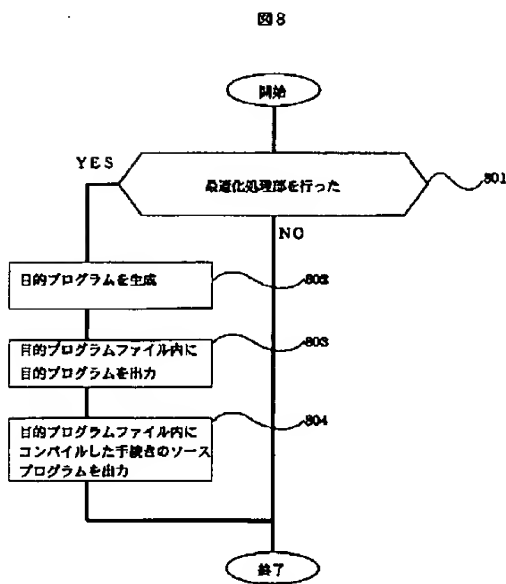 図8
開始
YES
最適化処理部を行った
801
NO
目的プログラムを生成
802
目的プログラムファイル内に
目的プログラムを出力
803
目的プログラムファイル内に
コンパイルした手続きのソース
プログラムを出力
804
終了